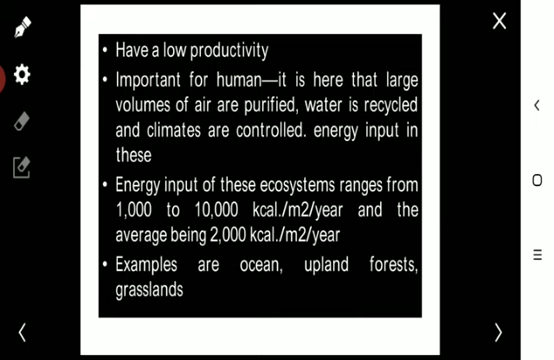 • Have a low productivity
• Important for human—it is here that large
volumes of air are purified, water is recycled
and climates are controlled. energy input in
these
• Energy input of these ecosystems ranges from
1,000 to 10,000 kcal./m2/year and the
average being 2,000 kcal./m2/year
• Examples are ocean, upland forests,
grasslands